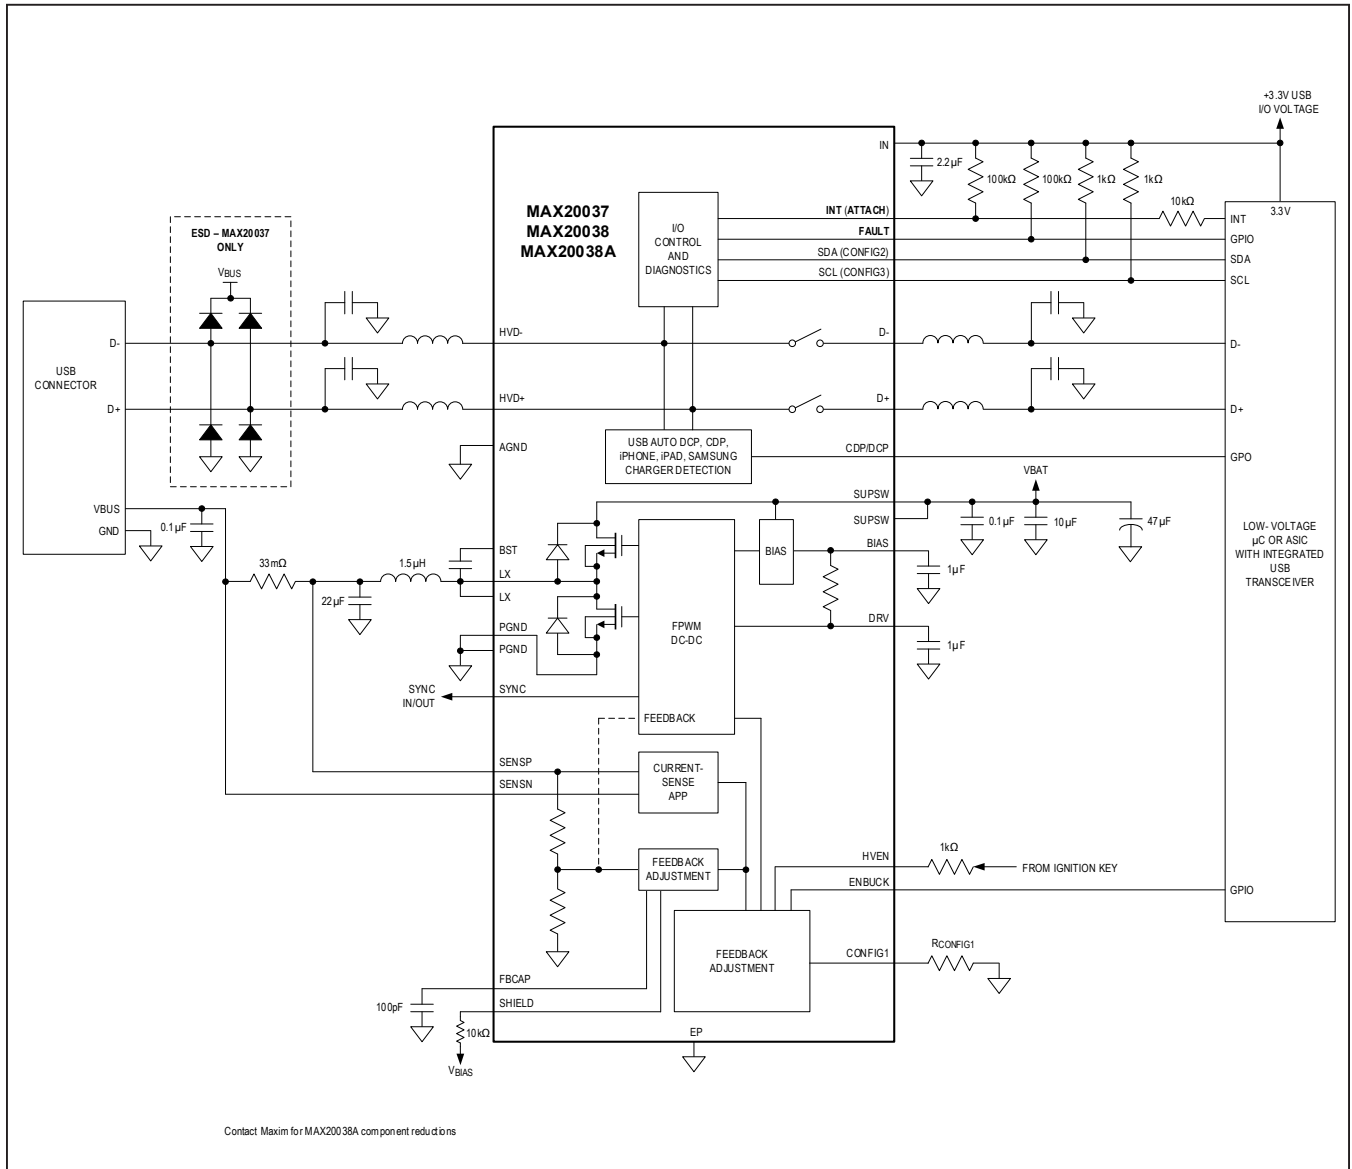 +3.3V USB
I/O VOLTAGE
IN
2.2µF
100kΩ
100kΩ
1kΩ
1kΩ
MAX20037
MAX20038
MAX20038A
I/O
CONTROL
AND
DIAGNOSTICS
INT (ATTACH)
FAULT
SDA (CONFIG2)
SCL (CONFIG3)
10kΩ
3.3V
INT
GPIO
SDA
SCL
ESD – MAX20037
ONLY
VBUS
USB
CONNECTOR
D-
D+
VBUS
GND
HVD-
HVD+
AGND
D-
D+
D-
D+
USB AUTO DCP, CDP,
iPHONE, iPAD, SAMSUNG
CHARGER DETECTION
CDP/DCP
GPO
VBAT
SUPSW
SUPSW
0.1µF
10µF
47µF
LOW- VOLTAGE
µC OR ASIC
WITH INTEGRATED
USB
TRANSCEIVER
0.1µF
33mΩ
22µF
1.5µH
BST
LX
LX
PGND
PGND
SYNC
IN/OUT
SYNC
FPWM
DC-DC
FEEDBACK
BIAS
BIAS
1µF
DRV
1µF
SENSP
SENSN
CURRENT-
SENSE
APP
FEEDBACK
ADJUSTMENT
HVEN
1kΩ
FROM IGNITION KEY
ENBUCK
GPIO
FEEDBACK
ADJUSTMENT
CONFIG1
RCONFIG1
FBCAP
100pF
SHIELD
10kΩ
VBIAS
EP
Contact Maxim for MAX20038A component reductions